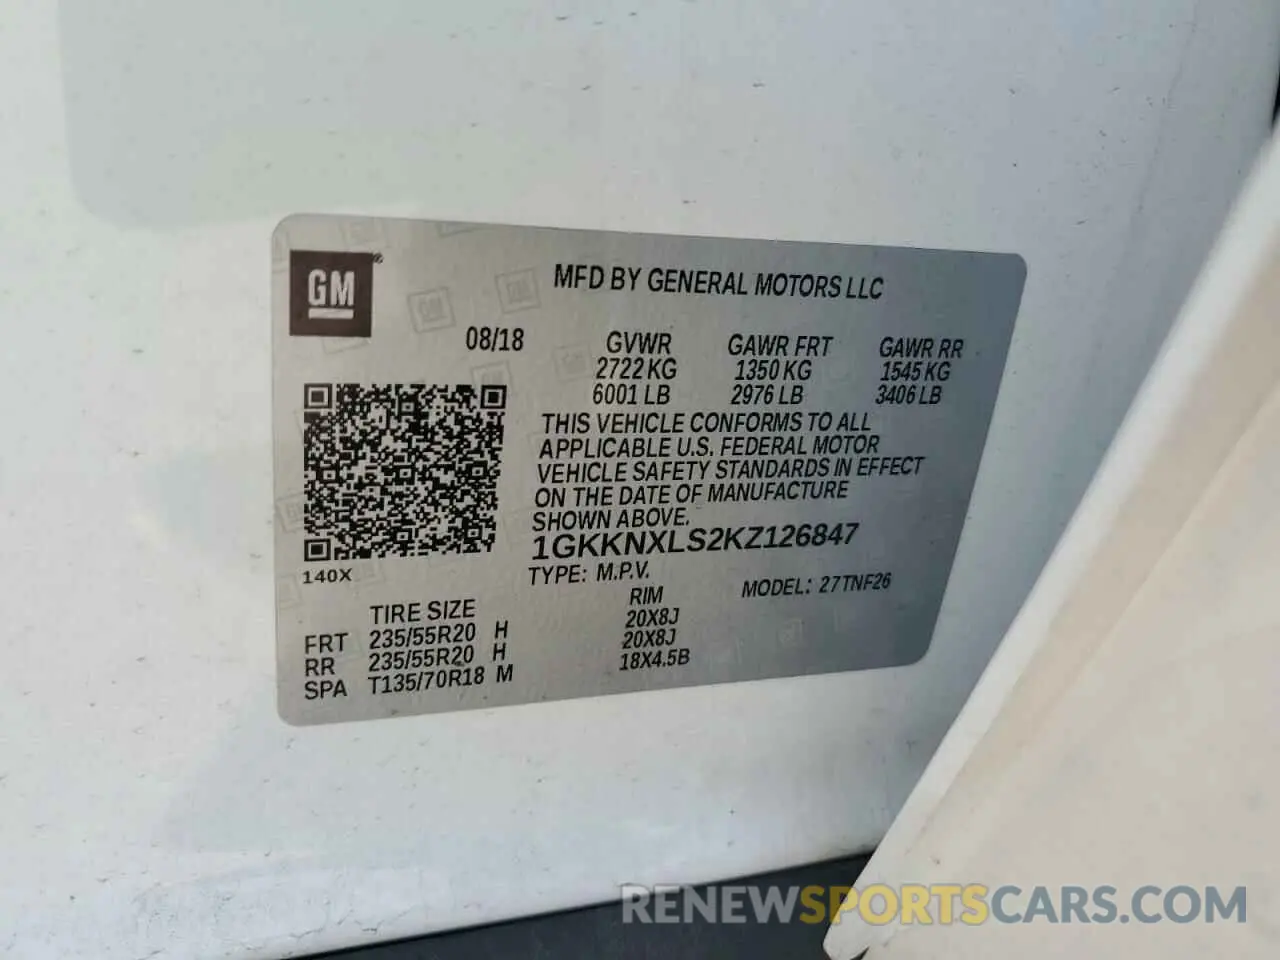 GM®
MFD BY GENERAL MOTORS LLC
08/18 GVWR GAWR FRT GAWR RR
2722 KG 1350 KG 1545 KG
6001 LB 2976 LB 3406 LB
THIS VEHICLE CONFORMS TO ALL
APPLICABLE U.S. FEDERAL MOTOR
VEHICLE SAFETY STANDARDS IN EFFECT
ON THE DATE OF MANUFACTURE
SHOWN ABOVE.
1GKKNXLS2KZ126847
140X
TYPE: M.P.V. MODEL: 27TNF26
TIRE SIZE RIM
FRT 235/55R20 H 20X8J
RR 235/55R20 H 20X8J
SPA T135/70R18 M 18X4.5B
RENEWSPORTSCARS.COM